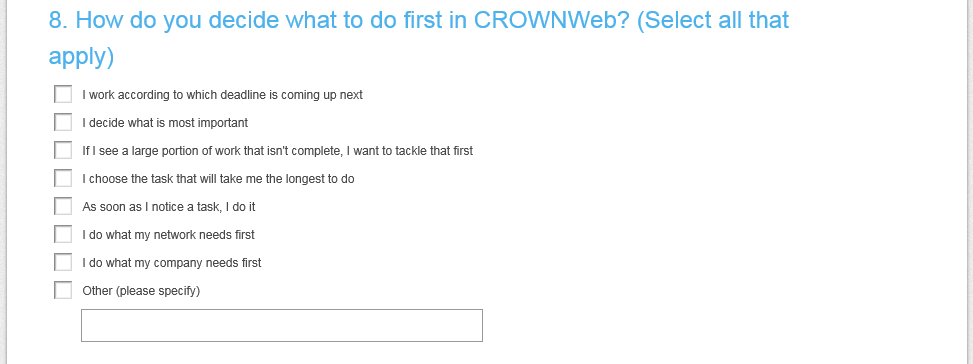 8. How do you decide what to do first in CROWNWeb? (Select all that
apply)
I work according to which deadline is coming up next
I decide what is most important
If I see a large portion of work that isn't complete, I want to tackle that first
I choose the task that will take me the longest to do
As soon as I notice a task, I do it
I do what my network needs first
I do what my company needs first
Other (please specify)